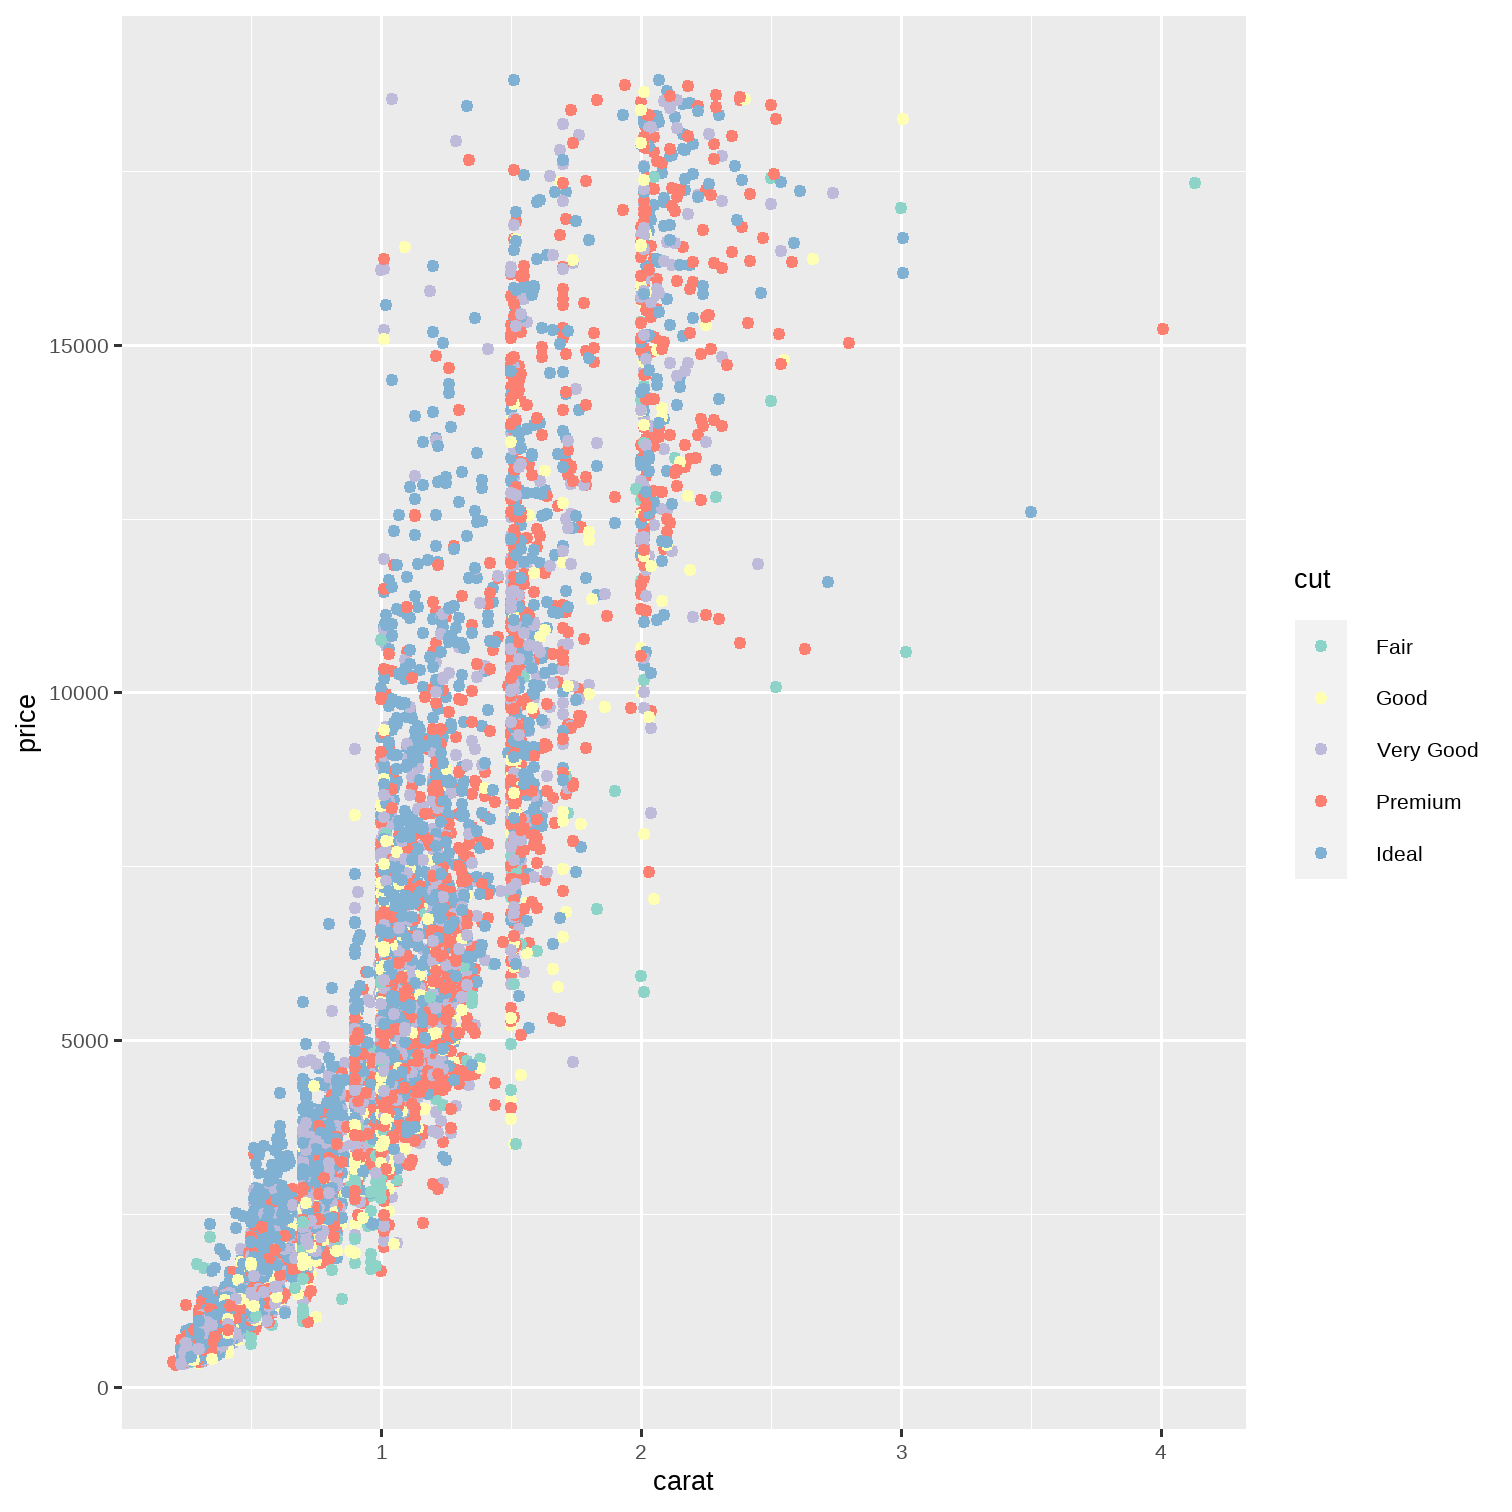 price
15000
10000
5000
0
1
2
3
4
carat
cut
Fair
Good
Very Good
Premium
Ideal